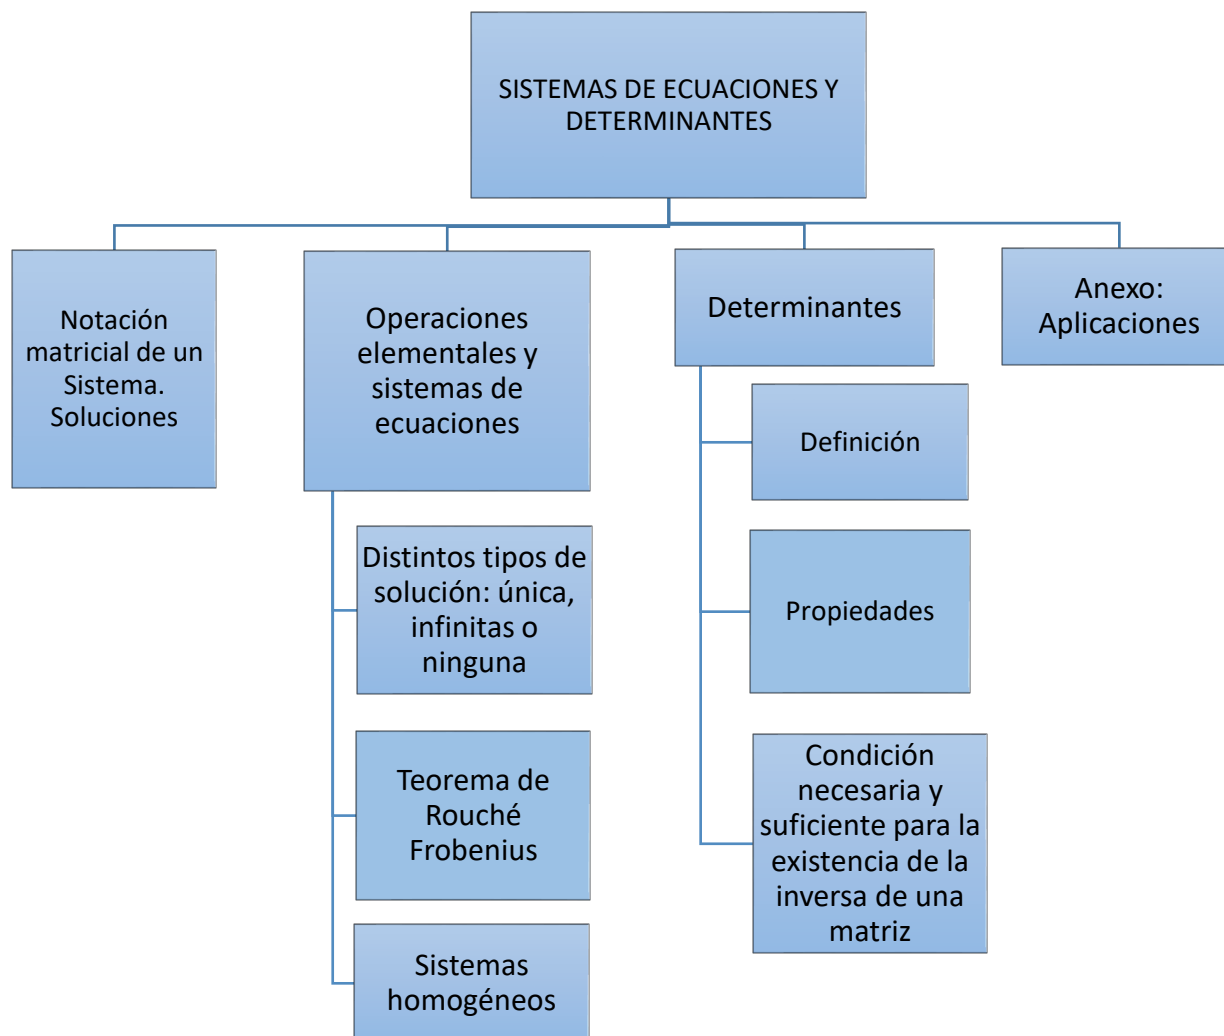 SISTEMAS DE ECUACIONES Y
DETERMINANTES
Notación
matricial de un
Sistema.
Soluciones
Operaciones
elementales y
sistemas de
ecuaciones
Distintos tipos de
solución: única,
infinitas o
ninguna
Teorema de
Rouché
Frobenius
Sistemas
homogéneos
Determinantes
Definición
Propiedades
Condición
necesaria y
suficiente para la
existencia de la
inversa de una
matriz
Anexo:
Aplicaciones